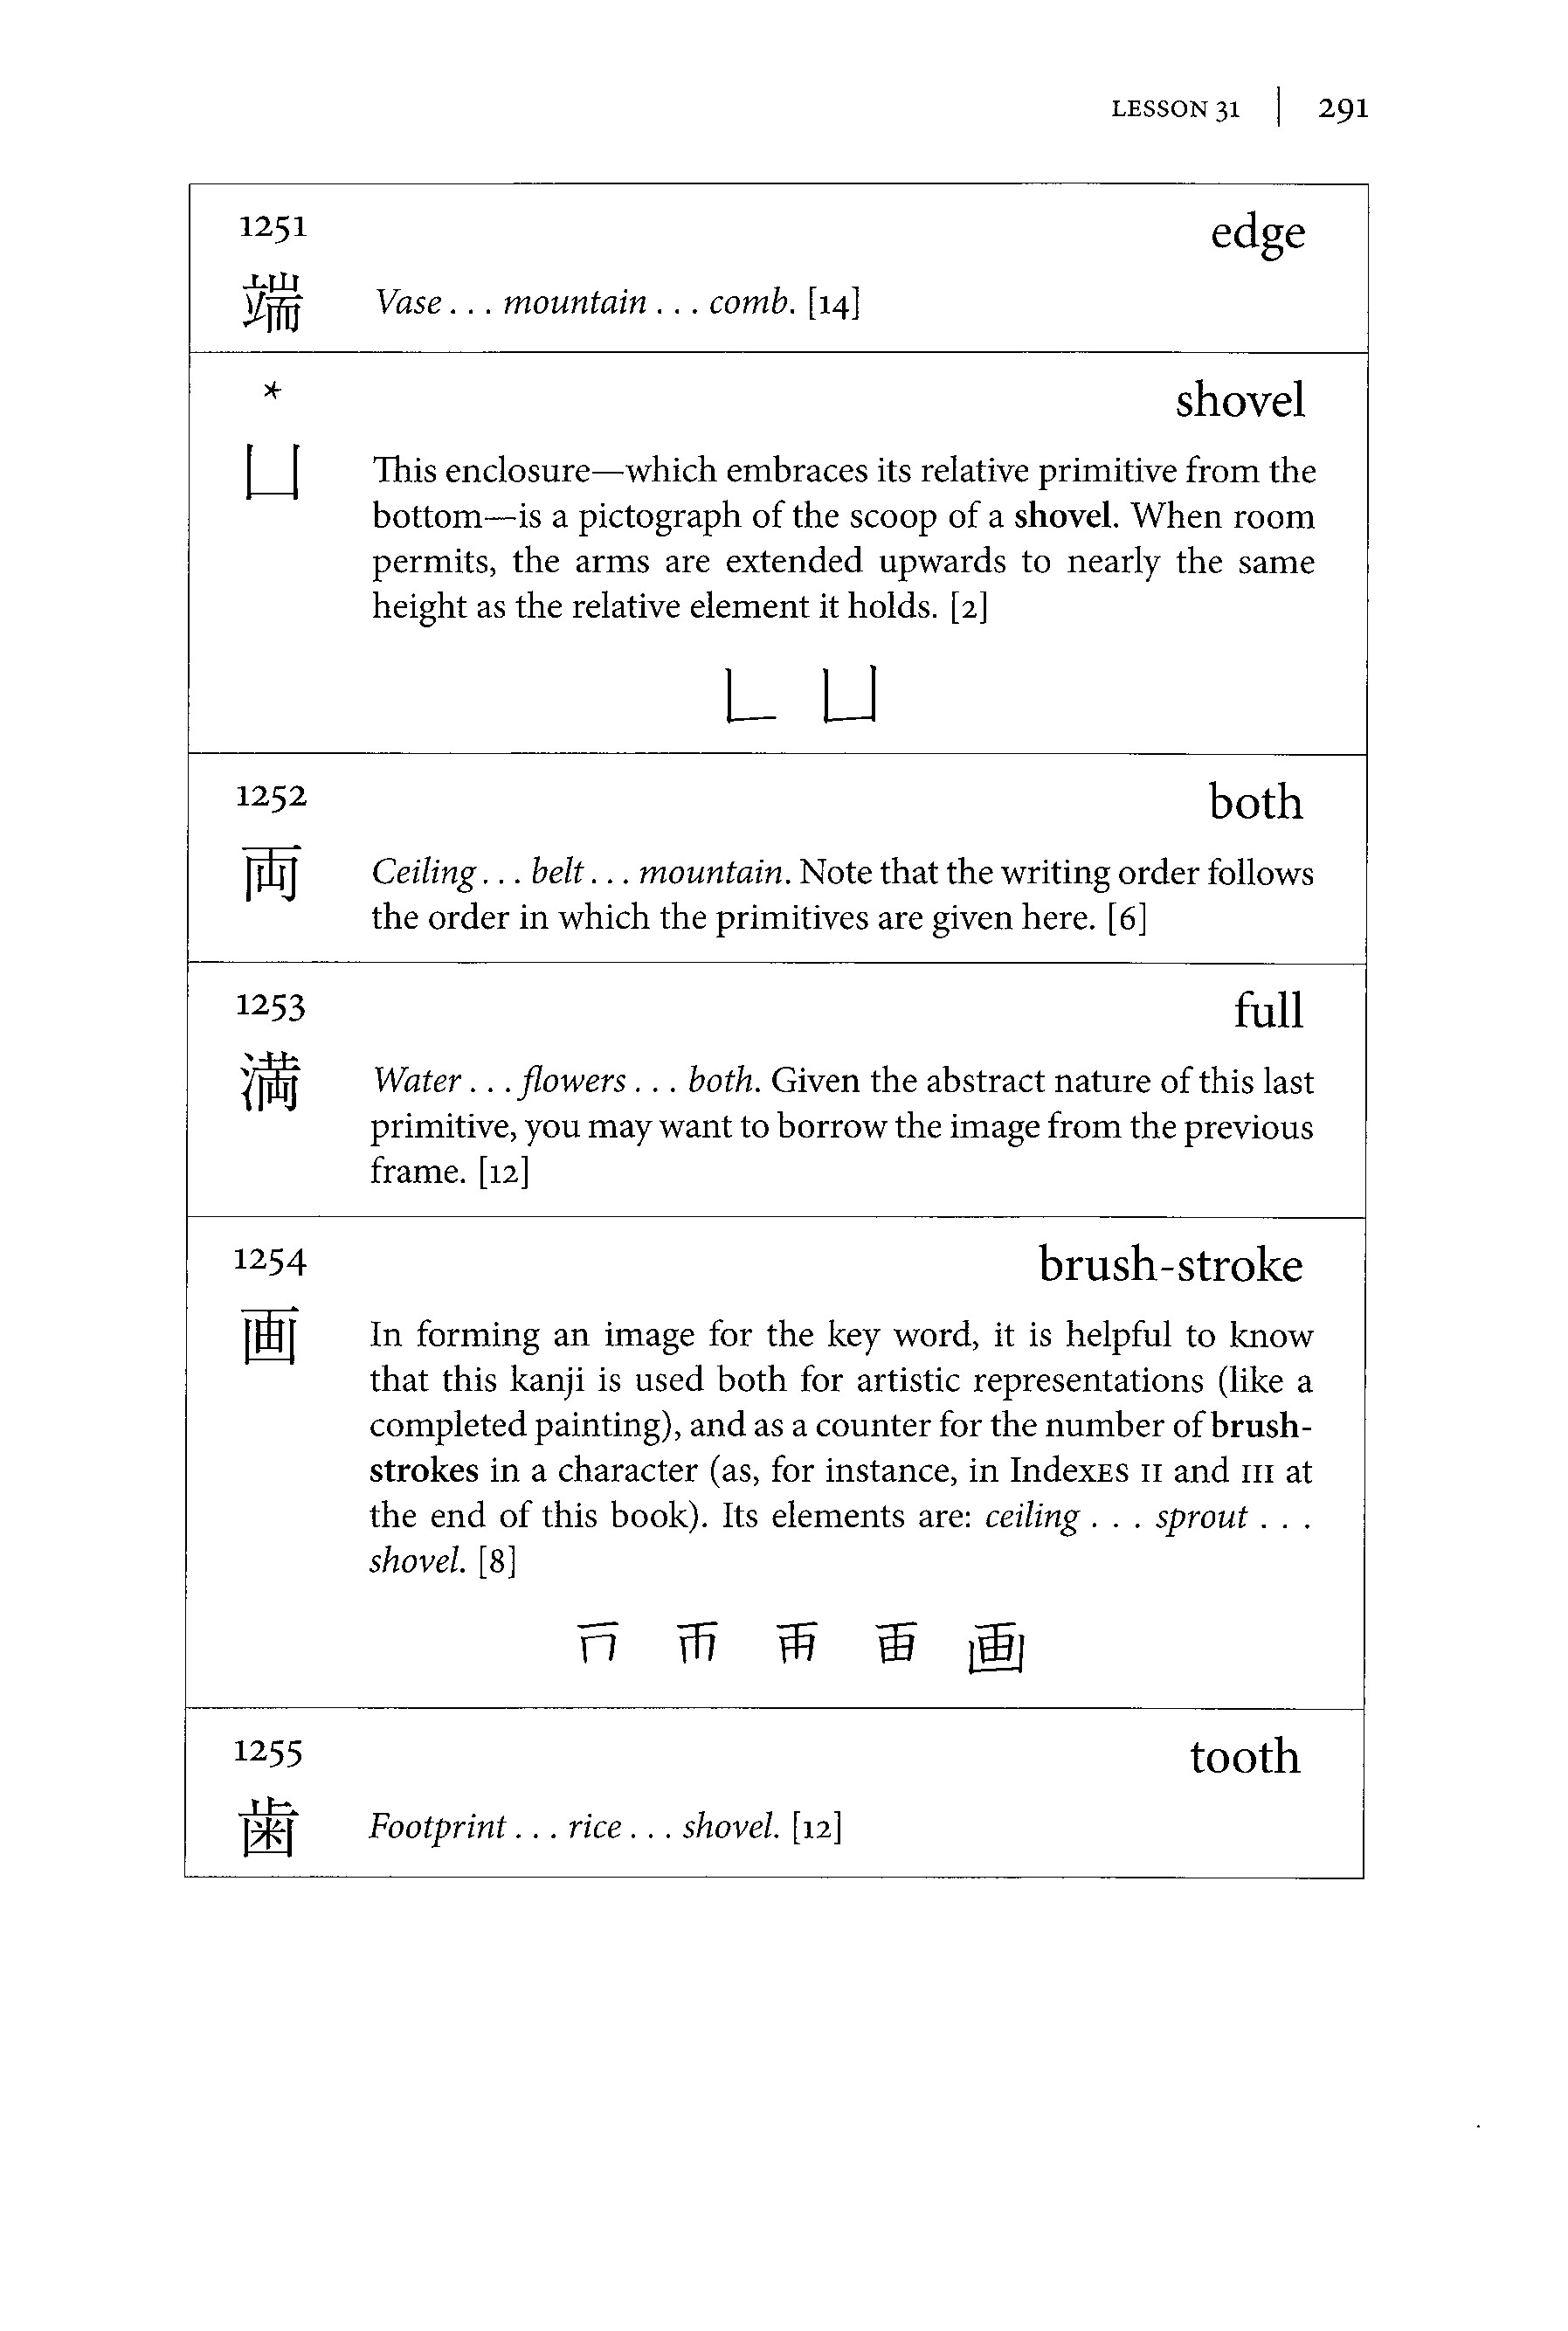 LESSON 31 | 291
1251
edge
端
Vase . . . mountain . . . comb. [14]
*
shovel
凵
This enclosure—which embraces its relative primitive from the
bottom—is a pictograph of the scoop of a shovel. When room
permits, the arms are extended upwards to nearly the same
height as the relative element it holds. [2]
𠃊 凵
1252
both
両
Ceiling . . . belt . . . mountain. Note that the writing order follows
the order in which the primitives are given here. [6]
1253
full
満
Water . . . flowers . . . both. Given the abstract nature of this last
primitive, you may want to borrow the image from the previous
frame. [12]
1254
brush-stroke
画
In forming an image for the key word, it is helpful to know
that this kanji is used both for artistic representations (like a
completed painting), and as a counter for the number of brush-
strokes in a character (as, for instance, in IndexES II and III at
the end of this book). Its elements are: ceiling . . . sprout . . .
shovel. [8]
画
1255
tooth
歯
Footprint . . . rice . . . shovel. [12]